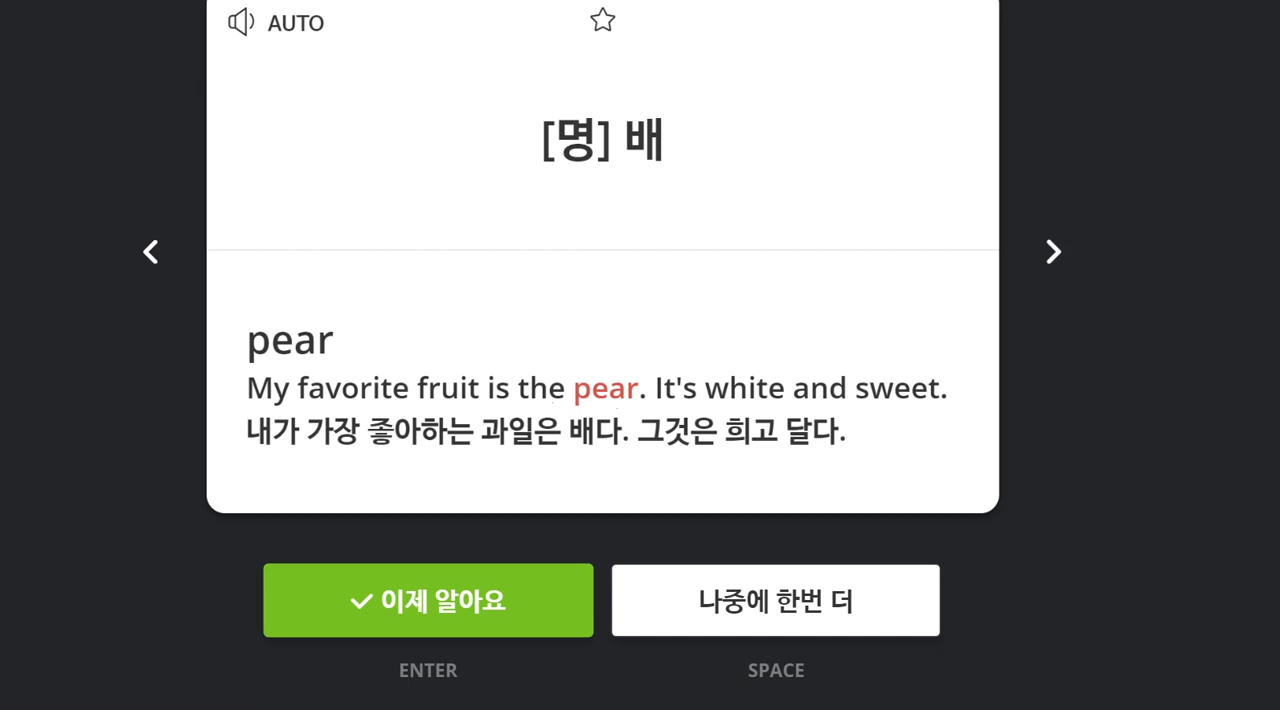 AUTO
[명] 배
pear
My favorite fruit is the pear. It's white and sweet.
내가 가장 좋아하는 과일은 배다. 그것은 희고 달다.
이제 알아요
나중에 한번 더
ENTER
SPACE